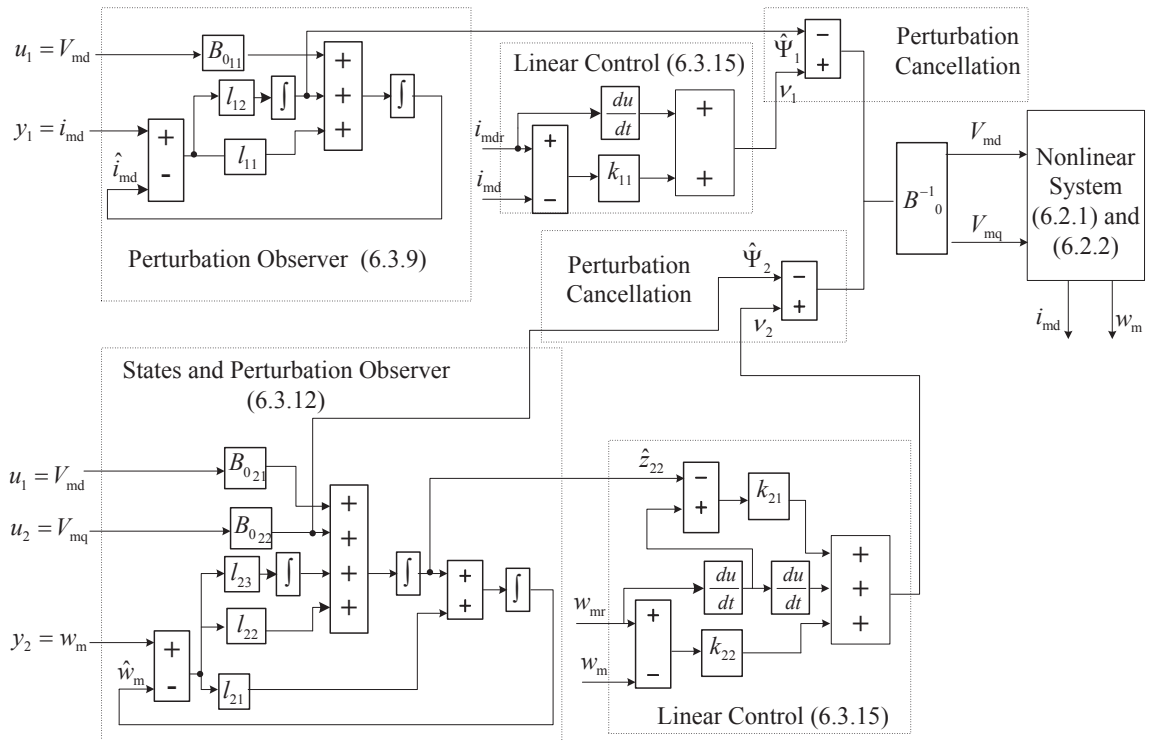 u₁ = V_md
B₀₁₁
l₁₂
∫
+
+
+
∫
y₁ = i_md
+
-
l₁₁
î_md
Perturbation Observer (6.3.9)
Linear Control (6.3.15)
i_mdr
du/dt
+
−
k₁₁
+
+
i_md
Ψ̂₁
−
+
ν₁
Perturbation
Cancellation
B⁻¹₀
V_md
V_mq
Nonlinear
System
(6.2.1) and
(6.2.2)
i_md
w_m
Perturbation
Cancellation
Ψ̂₂
−
+
ν₂
States and Perturbation Observer
(6.3.12)
u₁ = V_md
B₀₂₁
u₂ = V_mq
B₀₂₂
+
+
+
+
l₂₃
∫
∫
+
+
∫
l₂₂
y₂ = w_m
+
-
ŵ_m
l₂₁
ẑ₂₂
−
+
k₂₁
du/dt
du/dt
+
+
+
w_mr
+
−
k₂₂
w_m
Linear Control (6.3.15)